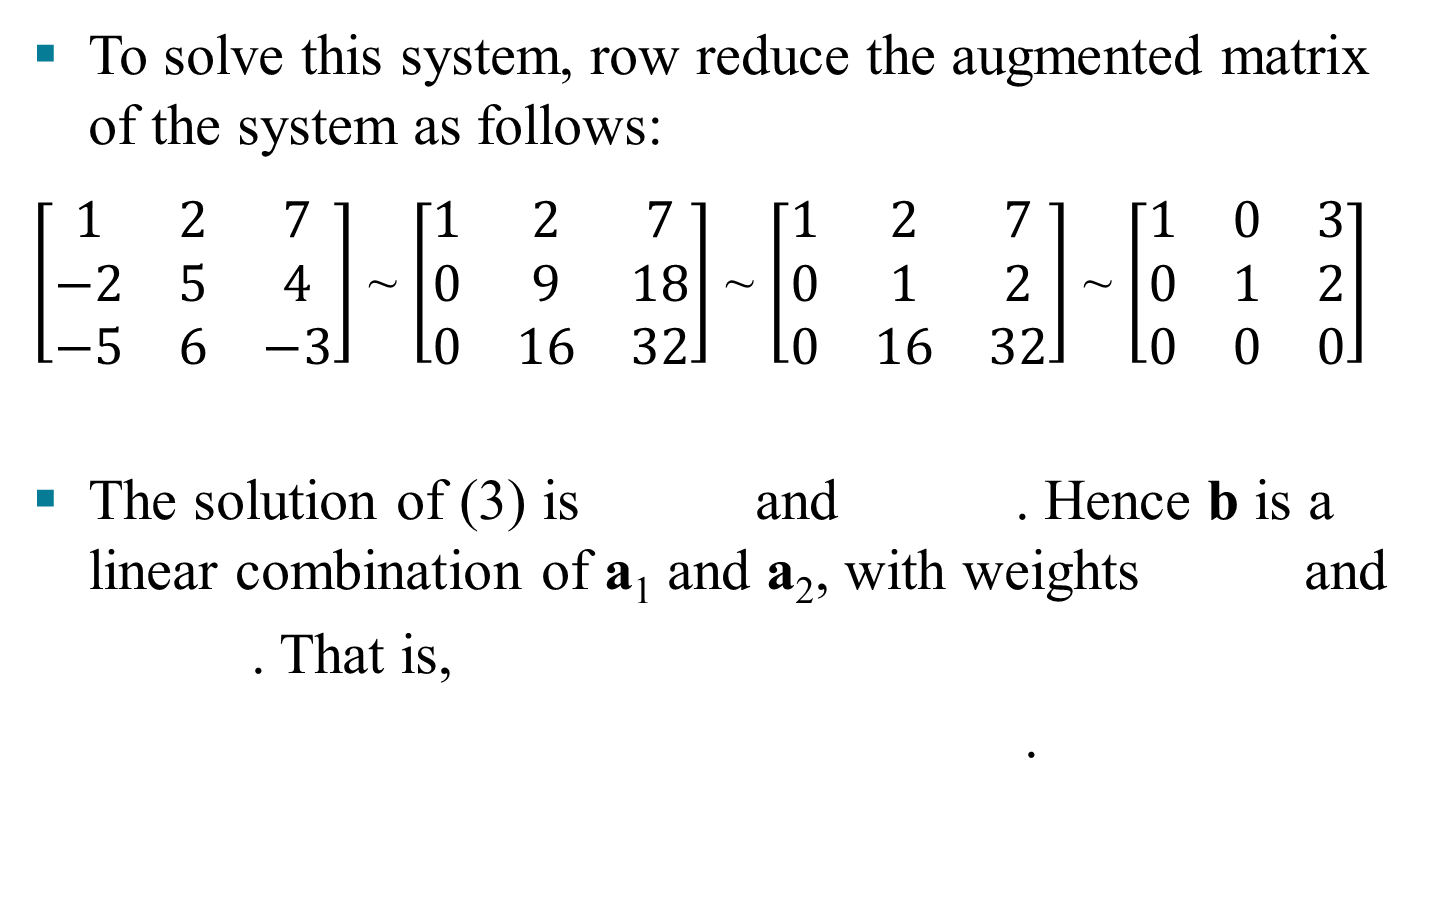 ▪ To solve this system, row reduce the augmented matrix
of the system as follows:
[1 2 7; −2 5 4; −5 6 −3] ~ [1 2 7; 0 9 18; 0 16 32] ~ [1 2 7; 0 1 2; 0 16 32] ~ [1 0 3; 0 1 2; 0 0 0]
▪ The solution of (3) is and . Hence b is a
linear combination of a₁ and a₂, with weights and
. That is,
.